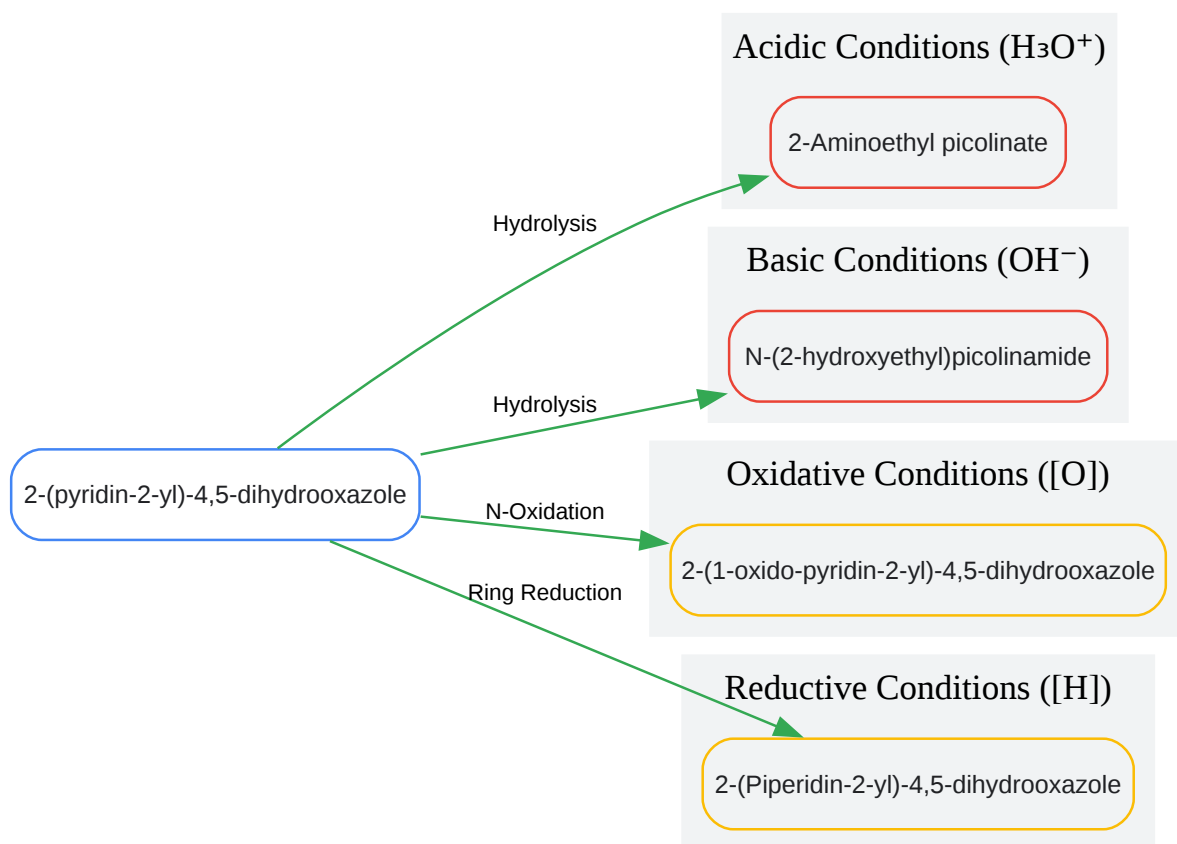 Acidic Conditions (H₃O⁺)
2-Aminoethyl picolinate
Hydrolysis
Basic Conditions (OH⁻)
N-(2-hydroxyethyl)picolinamide
Hydrolysis
2-(pyridin-2-yl)-4,5-dihydrooxazole
Oxidative Conditions ([O])
N-Oxidation
2-(1-oxido-pyridin-2-yl)-4,5-dihydrooxazole
Ring Reduction
Reductive Conditions ([H])
2-(Piperidin-2-yl)-4,5-dihydrooxazole